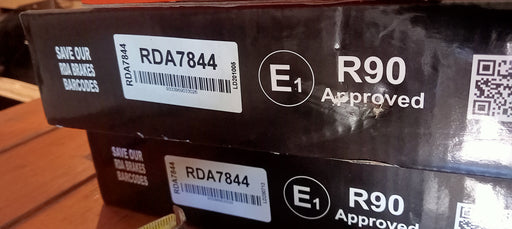 SAVE OUR
RDA BRAKES
BARCODES
RDA7844
RDA7844
E1
R90
Approved
SAVE OUR
RDA BRAKES
BARCODES
RDA7844
RDA7844
E1
R90
Approved